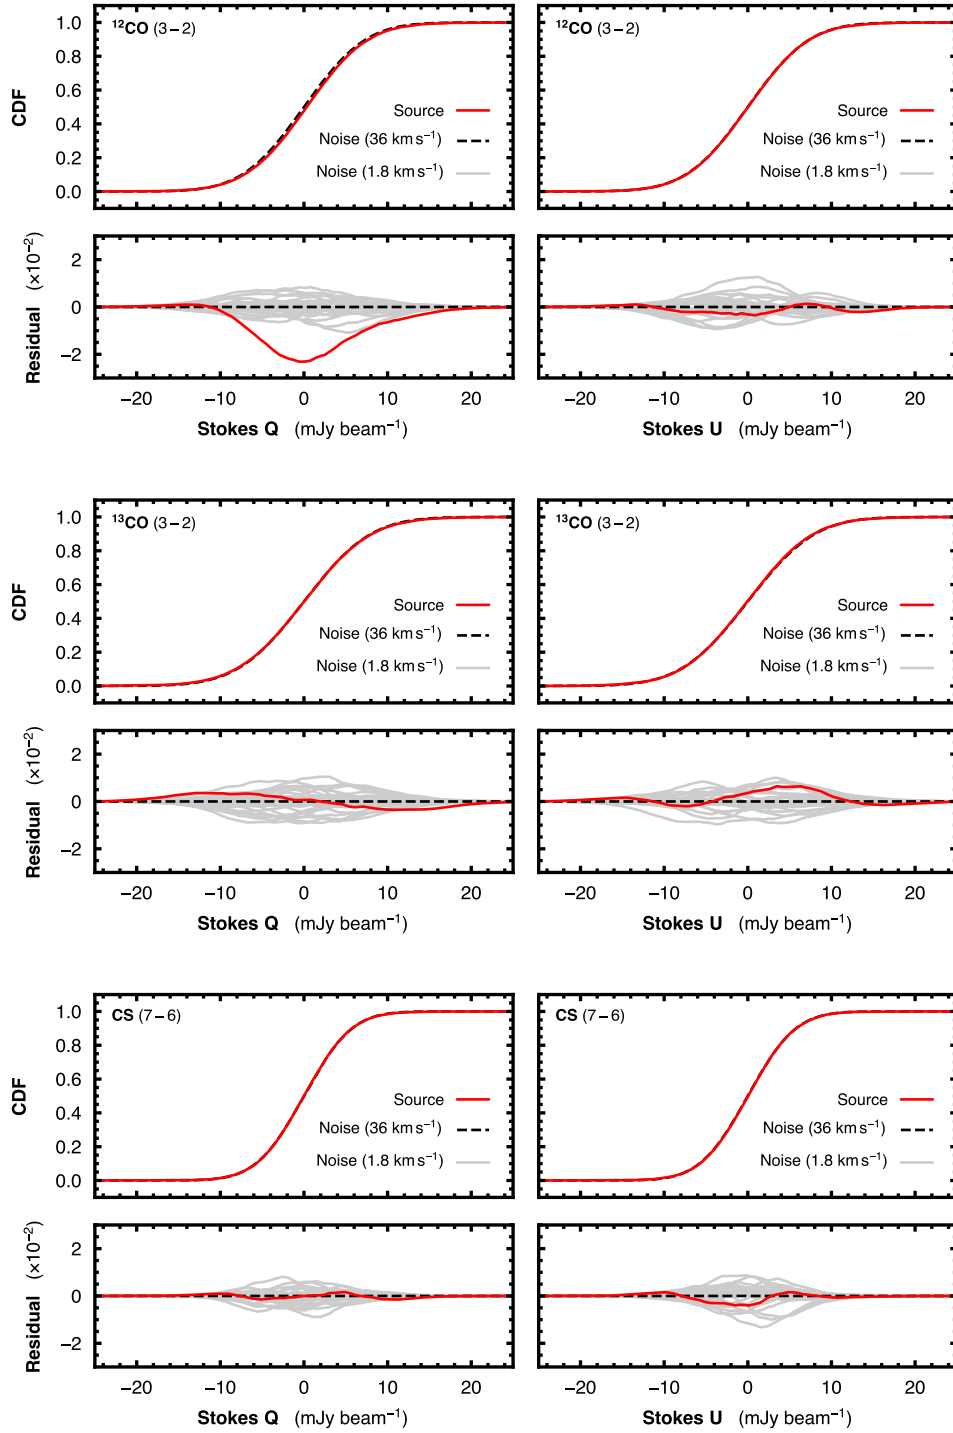 ¹²CO (3−2)
1.0
0.8
0.6
0.4
0.2
0.0
CDF
Source
Noise (36 km s⁻¹)
Noise (1.8 km s⁻¹)
¹²CO (3−2)
Source
Noise (36 km s⁻¹)
Noise (1.8 km s⁻¹)
2
0
−2
Residual (×10⁻²)
−20 −10 0 10 20
Stokes Q (mJy beam⁻¹)
−20 −10 0 10 20
Stokes U (mJy beam⁻¹)
¹³CO (3−2)
1.0
0.8
0.6
0.4
0.2
0.0
CDF
Source
Noise (36 km s⁻¹)
Noise (1.8 km s⁻¹)
¹³CO (3−2)
Source
Noise (36 km s⁻¹)
Noise (1.8 km s⁻¹)
2
0
−2
Residual (×10⁻²)
−20 −10 0 10 20
Stokes Q (mJy beam⁻¹)
−20 −10 0 10 20
Stokes U (mJy beam⁻¹)
CS (7−6)
1.0
0.8
0.6
0.4
0.2
0.0
CDF
Source
Noise (36 km s⁻¹)
Noise (1.8 km s⁻¹)
CS (7−6)
Source
Noise (36 km s⁻¹)
Noise (1.8 km s⁻¹)
2
0
−2
Residual (×10⁻²)
−20 −10 0 10 20
Stokes Q (mJy beam⁻¹)
−20 −10 0 10 20
Stokes U (mJy beam⁻¹)